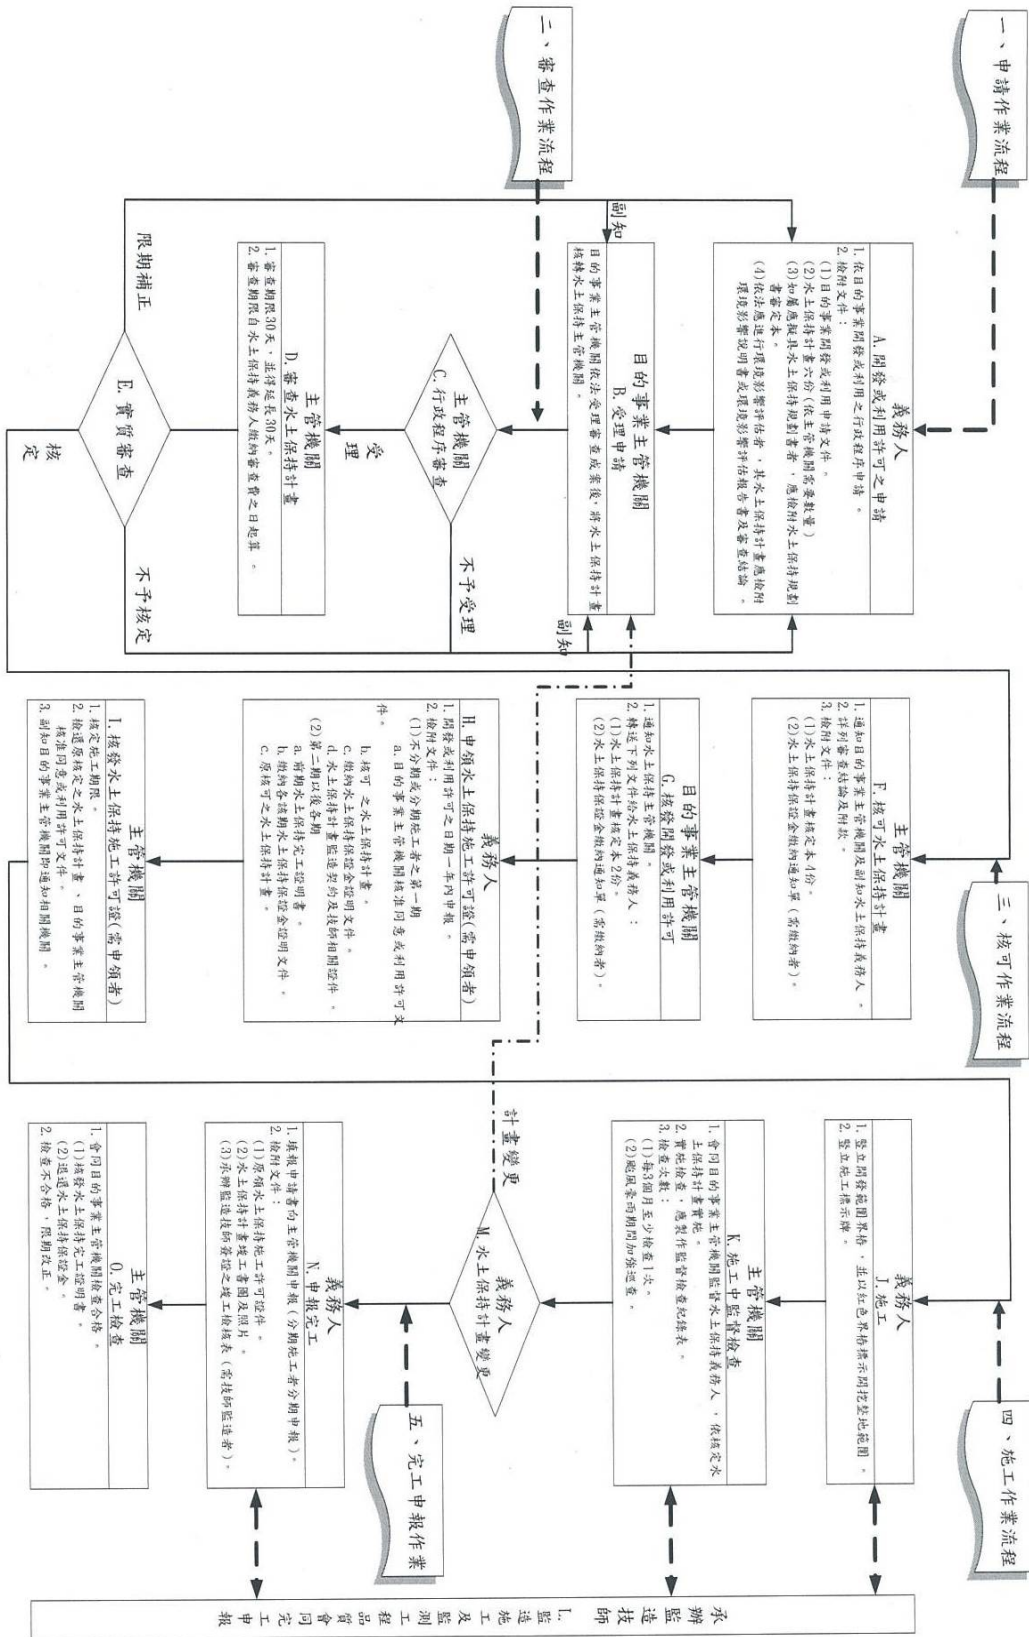 一、申請作業流程
義務人
A. 開發或利用許可之申請
1. 依目的事業開發或利用之行政程序申請。
2. 檢附文件：
(1)目的事業開發或利用申請文件。
(2)水土保持計畫六份(依主管機關需要數量)
(3)如屬應擬具水土保持規劃書者，應檢附水土保持規劃
書審定本。
(4)依法應進行環境影響評估者，其水土保持計畫應檢附
環境影響說明書或環境影響評估報告書及審查結論。
副知
目的事業主管機關
B. 受理申請
目的事業主管機關依法受理審查成案後，將水土保持計畫
核轉水土保持主管機關。
副知
二、審查作業流程
主管機關
C. 行政程序審查
受理
不予受理
主管機關
D. 審查水土保持計畫
1. 審查期限30天，並得延長30天。
2. 審查期限自水土保持義務人繳納審查費之日起算。
限期補正
E. 實質審查
不予核定
核定
三、核可作業流程
主管機關
F. 核可水土保持計畫
1. 通知目的事業主管機關及副知水土保持義務人。
2. 詳列審查結論及附款。
3. 檢附文件：
(1)水土保持計畫核定本4份。
(2)水土保持保證金繳納通知單(需繳納者)。
目的事業主管機關
G. 核發開發或利用許可
1. 通知水土保持主管機關。
2. 轉送下列文件給水土保持義務人：
(1)水土保持計畫核定本2份。
(2)水土保持保證金繳納通知單(需繳納者)。
義務人
H. 申領水土保持施工許可證(需申領者)
1. 開發或利用許可之日期一年內申報。
2. 檢附文件：
(1)不分期或分期施工者之第一期
a. 目的事業主管機關核准同意或利用許可文
件。
b. 核可之水土保持計畫。
c. 繳納水土保持保證金證明文件。
d. 水土保持計畫監造契約及技師相關證件。
(2)第二期以後各期
a. 前期水土保持完工證明書。
b. 繳納各該期水土保持保證金證明文件。
c. 原核可之水土保持計畫。
主管機關
I. 核發水土保持施工許可證(需申領者)
1. 核定施工期限。
2. 檢還原核定之水土保持計畫、目的事業主管機關
核准同意或利用許可文件。
3. 副知目的事業主管機關即通知相關機關。
四、施工作業流程
義務人
J. 施工
1. 豎立開發範圍界樁，並以紅色界樁標示開挖整地範圍。
2. 豎立施工標示牌。
主管機關
K. 施工中監督檢查
1. 會同目的事業主管機關監督水土保持義務人，依核定水
土保持計畫實施。
2. 實施檢查，應製作監督檢查紀錄表。
3. 檢查次數：
(1)每3個月至少檢查1次。
(2)颱風豪雨期間加強巡查。
計畫變更
義務人
M. 水土保持計畫變更
五、完工申報作業
義務人
N. 申報完工
1. 填報申請書向主管機關申報(分期施工者分期申報)。
2. 檢附文件：
(1)原領水土保持施工許可證件。
(2)水土保持計畫竣工書圖及照片。
(3)承辦監造技師簽證之竣工檢核表(需技師監造者)。
主管機關
O. 完工檢查
1. 會同目的事業主管機關檢查合格。
(1)核發水土保持完工證明書。
(2)退還水土保持保證金。
2. 檢查不合格，限期改正。
承辦監造技師
L. 監造施工及監測工程品質會同完工申報